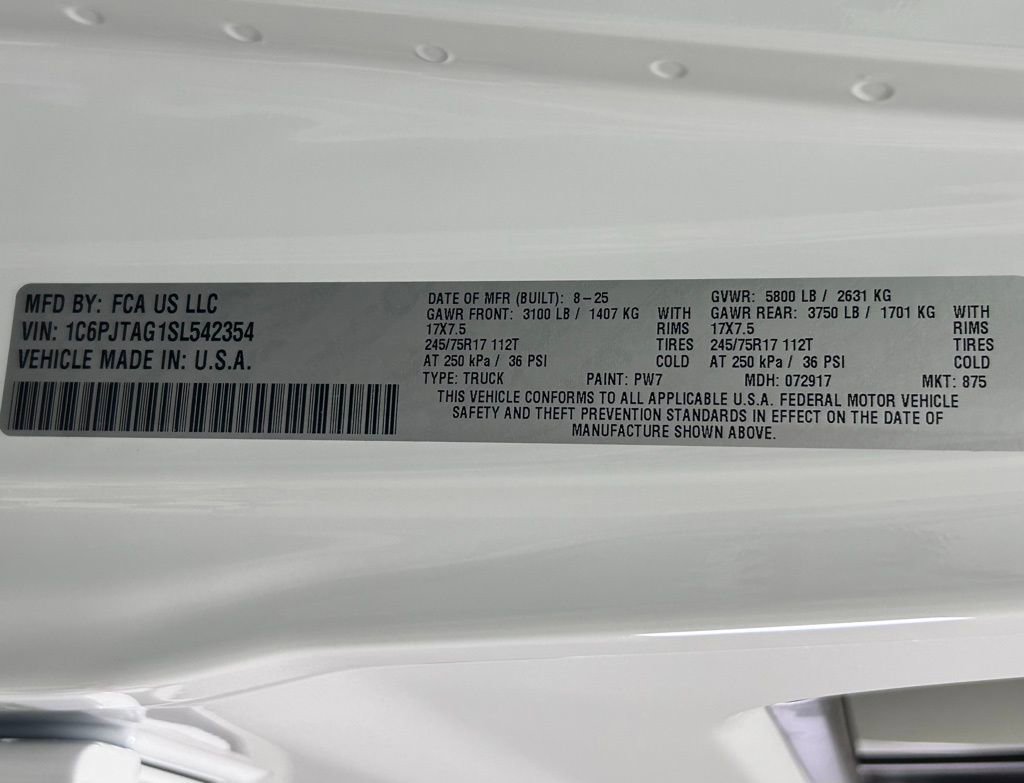 MFD BY: FCA US LLC
VIN: 1C6PJTAG1SL542354
VEHICLE MADE IN: U.S.A.
DATE OF MFR (BUILT): 8-25 GVWR: 5800 LB / 2631 KG
GAWR FRONT: 3100 LB / 1407 KG WITH GAWR REAR: 3750 LB / 1701 KG WITH
17X7.5 RIMS 17X7.5 RIMS
245/75R17 112T TIRES 245/75R17 112T TIRES
AT 250 kPa / 36 PSI COLD AT 250 kPa / 36 PSI COLD
TYPE: TRUCK PAINT: PW7 MDH: 072917 MKT: 875
THIS VEHICLE CONFORMS TO ALL APPLICABLE U.S.A. FEDERAL MOTOR VEHICLE
SAFETY AND THEFT PREVENTION STANDARDS IN EFFECT ON THE DATE OF
MANUFACTURE SHOWN ABOVE.